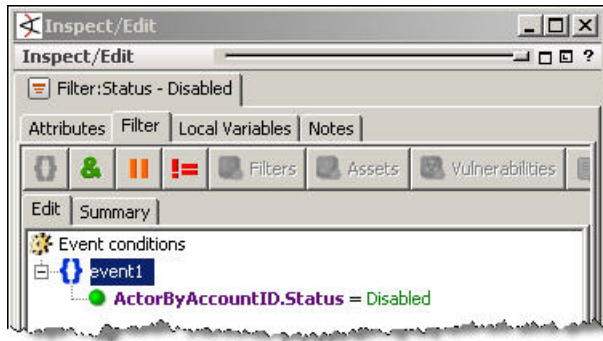 Inspect/Edit
Inspect/Edit ?
Filter:Status - Disabled
Attributes Filter Local Variables Notes
{} & || != Filters Assets Vulnerabilities
Edit Summary
Event conditions
{} event1
ActorByAccountID.Status = Disabled